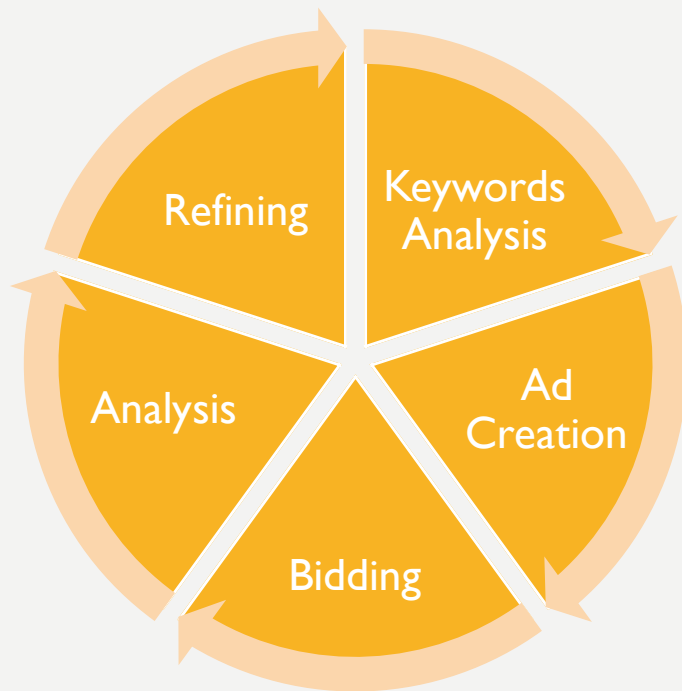 Refining
Keywords
Analysis
Ad
Creation
Bidding
Analysis